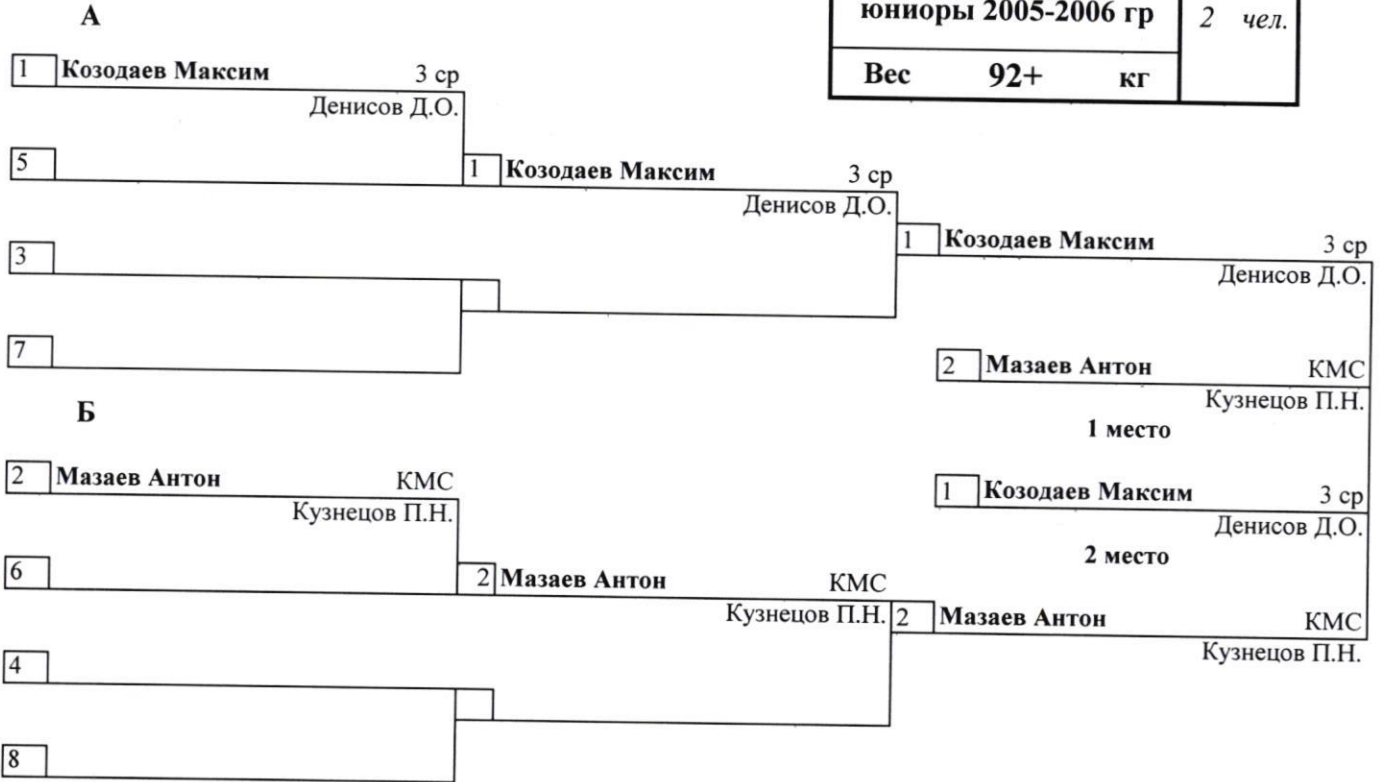 А
юниоры 2005-2006 гр
2 чел.
Вес 92+ кг
1 Козодаев Максим 3 ср
Денисов Д.О.
5
1 Козодаев Максим 3 ср
Денисов Д.О.
3
1 Козодаев Максим 3 ср
Денисов Д.О.
7
2 Мазаев Антон КМС
Кузнецов П.Н.
1 место
Б
2 Мазаев Антон КМС
Кузнецов П.Н.
1 Козодаев Максим 3 ср
Денисов Д.О.
2 место
6
2 Мазаев Антон КМС
Кузнецов П.Н.
2 Мазаев Антон КМС
Кузнецов П.Н.
4
8